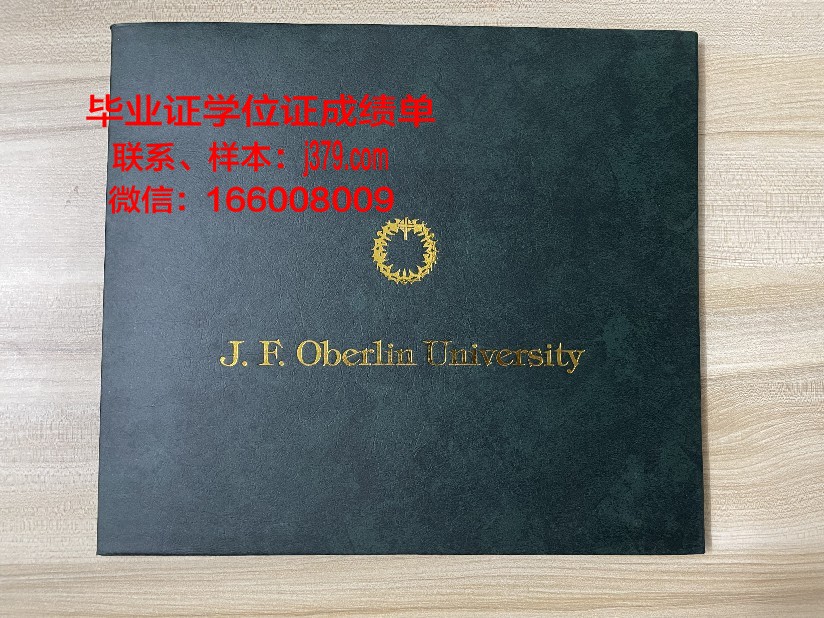 毕业证学位证成绩单
联系、样本：j379.com
微信：166008009
J. F. Oberlin University